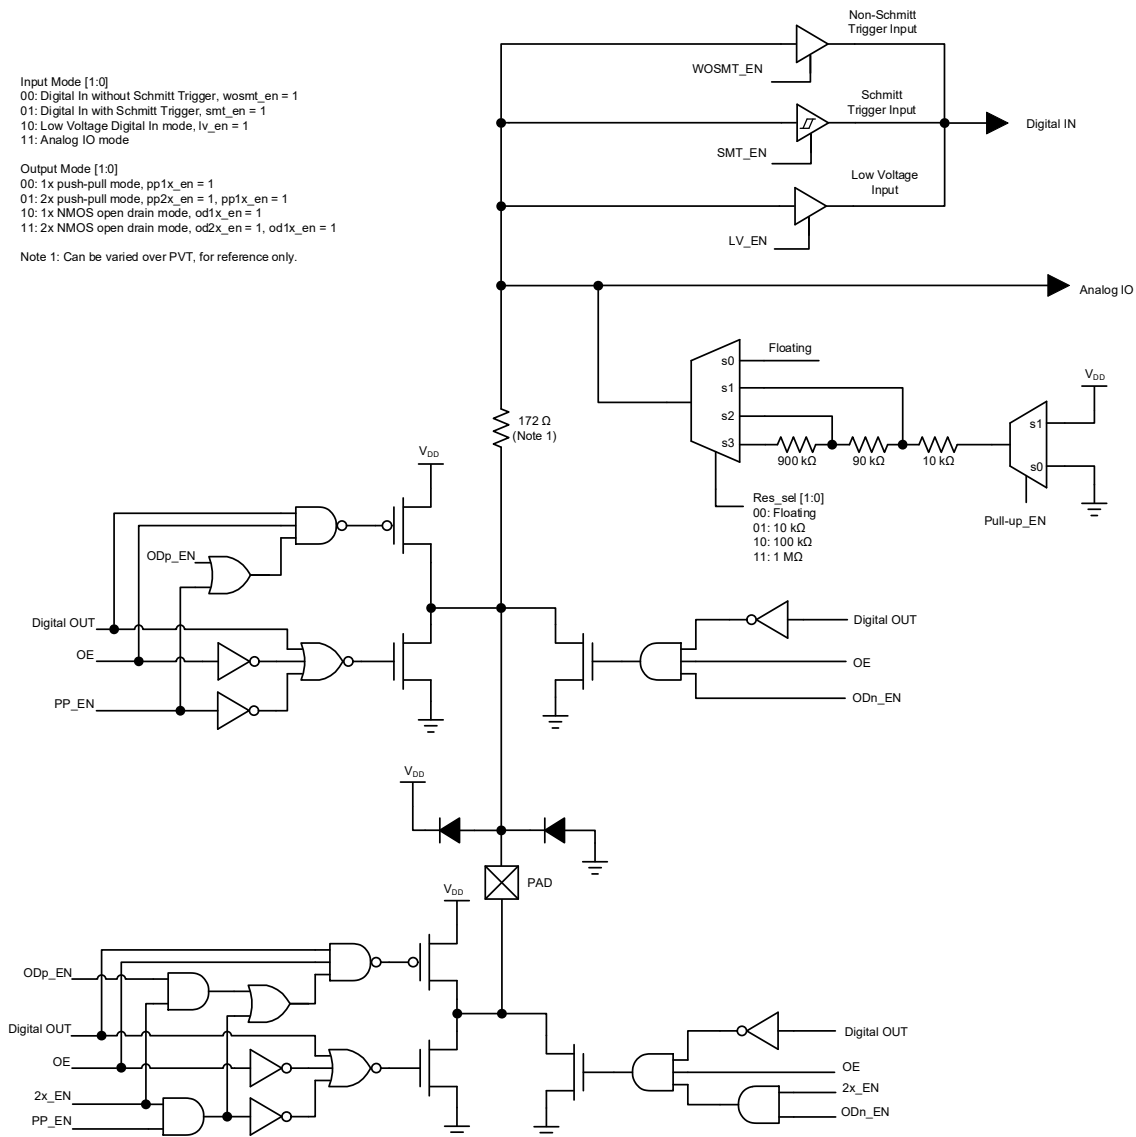 Non-Schmitt
Trigger Input
WOSMT_EN
Input Mode [1:0]
00: Digital In without Schmitt Trigger, wosmt_en = 1
01: Digital In with Schmitt Trigger, smt_en = 1
10: Low Voltage Digital In mode, lv_en = 1
11: Analog IO mode
Schmitt
Trigger Input
Digital IN
SMT_EN
Output Mode [1:0]
00: 1x push-pull mode, pp1x_en = 1
01: 2x push-pull mode, pp2x_en = 1, pp1x_en = 1
10: 1x NMOS open drain mode, od1x_en = 1
11: 2x NMOS open drain mode, od2x_en = 1, od1x_en = 1
Low Voltage
Input
LV_EN
Note 1: Can be varied over PVT, for reference only.
Analog IO
Floating
s0
s1
s2
s3
VDD
s1
s0
172 Ω
(Note 1)
900 kΩ
90 kΩ
10 kΩ
Res_sel [1:0]
00: Floating
01: 10 kΩ
10: 100 kΩ
11: 1 MΩ
Pull-up_EN
VDD
ODp_EN
Digital OUT
OE
PP_EN
Digital OUT
OE
ODn_EN
VDD
PAD
VDD
ODp_EN
Digital OUT
OE
2x_EN
PP_EN
Digital OUT
OE
2x_EN
ODn_EN